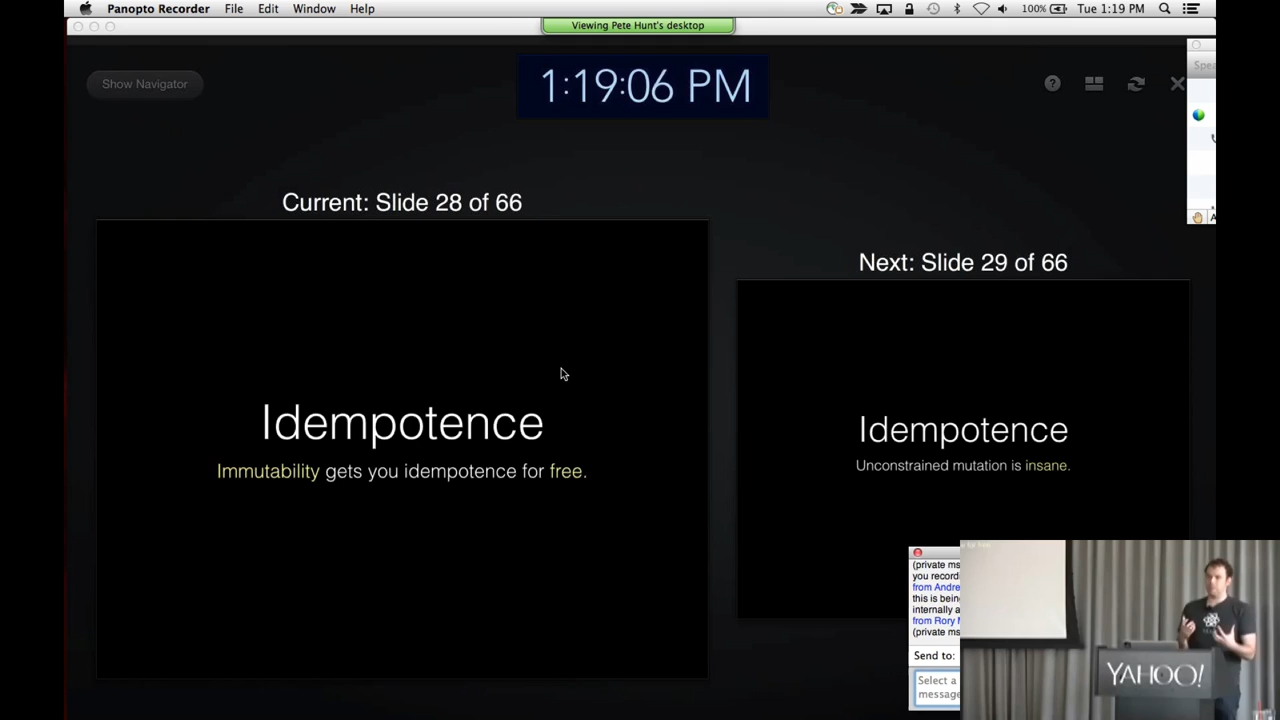 Panopto Recorder File Edit Window Help
100% Tue 1:19 PM
Viewing Pete Hunt's desktop
Show Navigator
1:19:06 PM
Current: Slide 28 of 66
Idempotence
Immutability gets you idempotence for free.
Next: Slide 29 of 66
Idempotence
Unconstrained mutation is insane.
(private ms
you recordi
from Andre
this is bein
internally a
from Rory M
(private ms
Send to:
Select a
message
YAHOO!